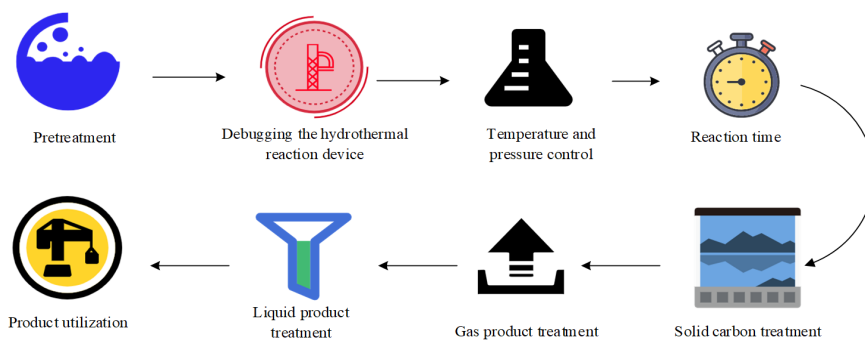 Pretreatment
Debugging the hydrothermal
reaction device
Temperature and
pressure control
Reaction time
Product utilization
Liquid product
treatment
Gas product treatment
Solid carbon treatment